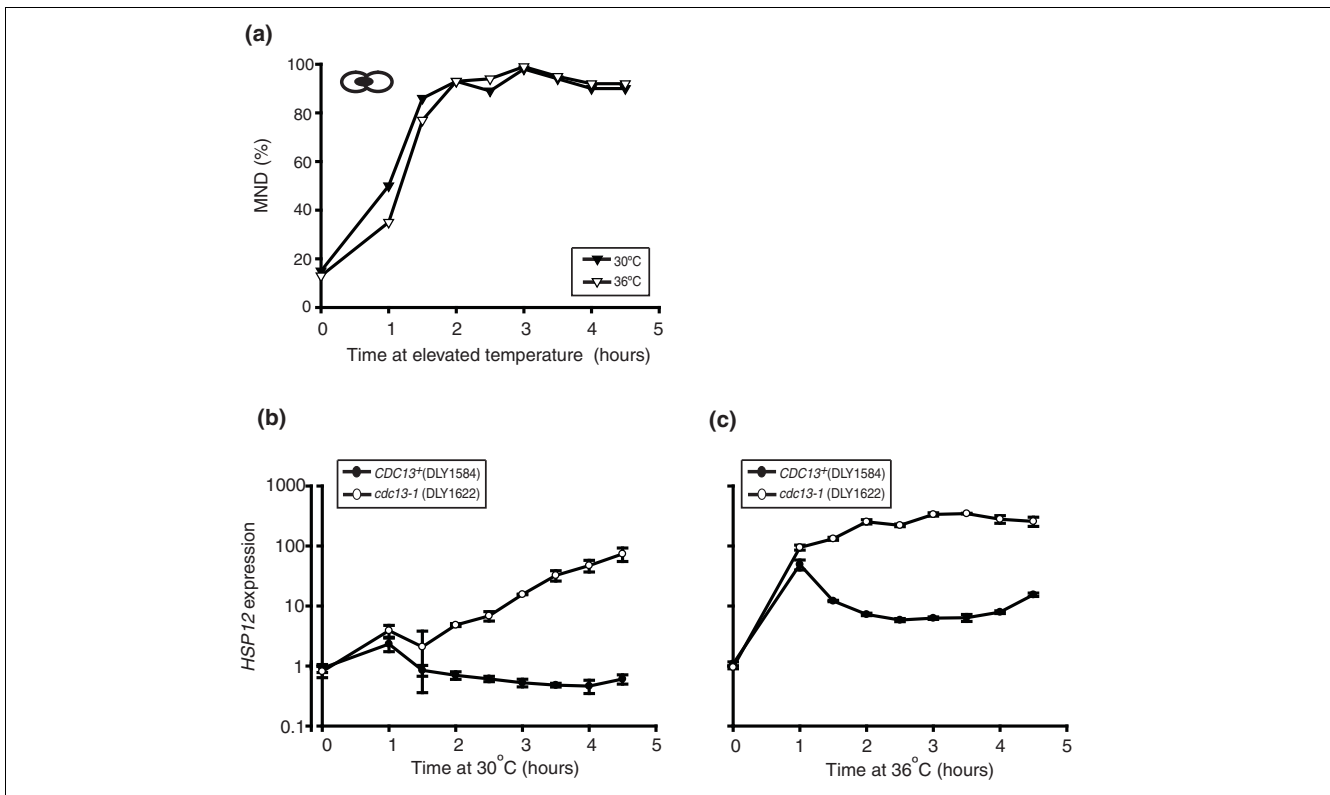 (a)
100
80
60
40
20
0
MND (%)
30°C
36°C
0 1 2 3 4 5
Time at elevated temperature (hours)
(b)
CDC13+(DLY1584)
cdc13-1 (DLY1622)
1000
100
10
1
0.1
HSP12 expression
0 1 2 3 4 5
Time at 30°C (hours)
(c)
CDC13+(DLY1584)
cdc13-1 (DLY1622)
0 1 2 3 4 5
Time at 36°C (hours)